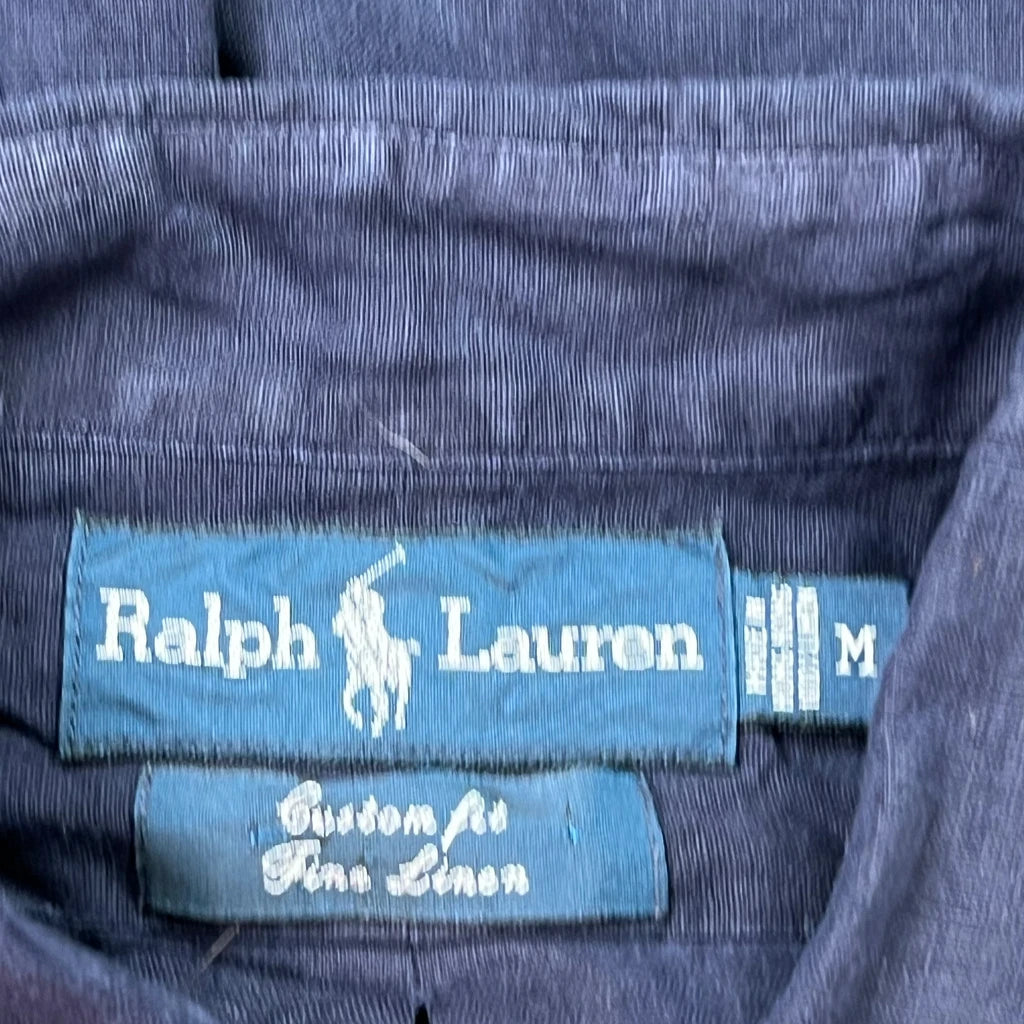 Ralph Lauren
M
Custom fit
Fine Linen